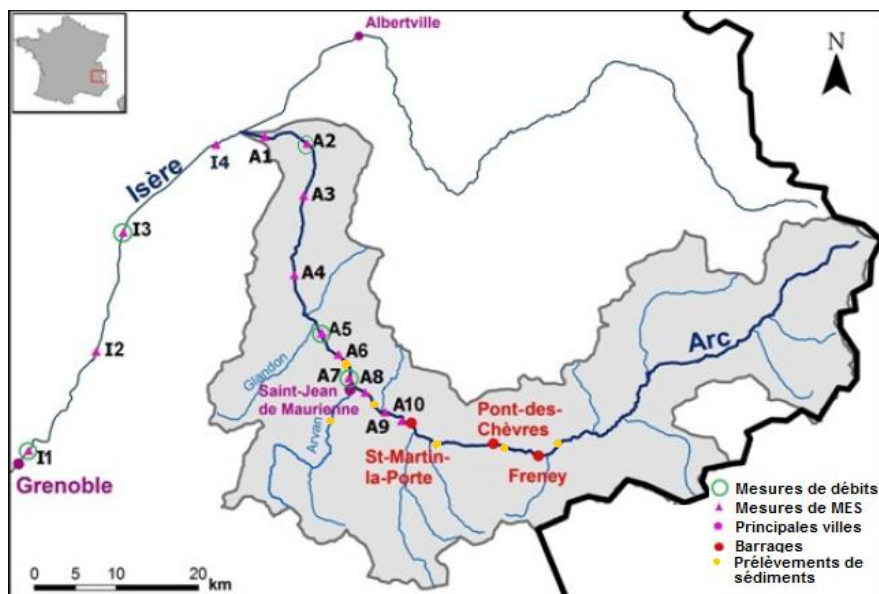 Albertville
N
A1
A2
I4
Isère
A3
I3
A4
Arc
A5
I2
A6
Glandon
A7
A8
Saint-Jean
de Maurienne
A9
A10
Pont-des-
Chèvres
Arvan
St-Martin-
la-Porte
Freney
I1
Grenoble
Mesures de débits
Mesures de MES
Principales villes
Barrages
Prélèvements de
sédiments
0 5 10 20
km